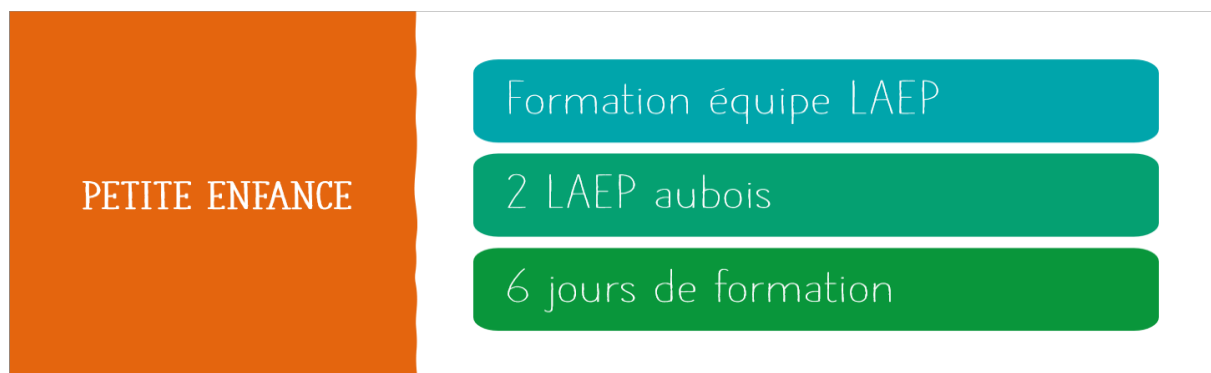 PETITE ENFANCE
Formation équipe LAEP
2 LAEP aubois
6 jours de formation